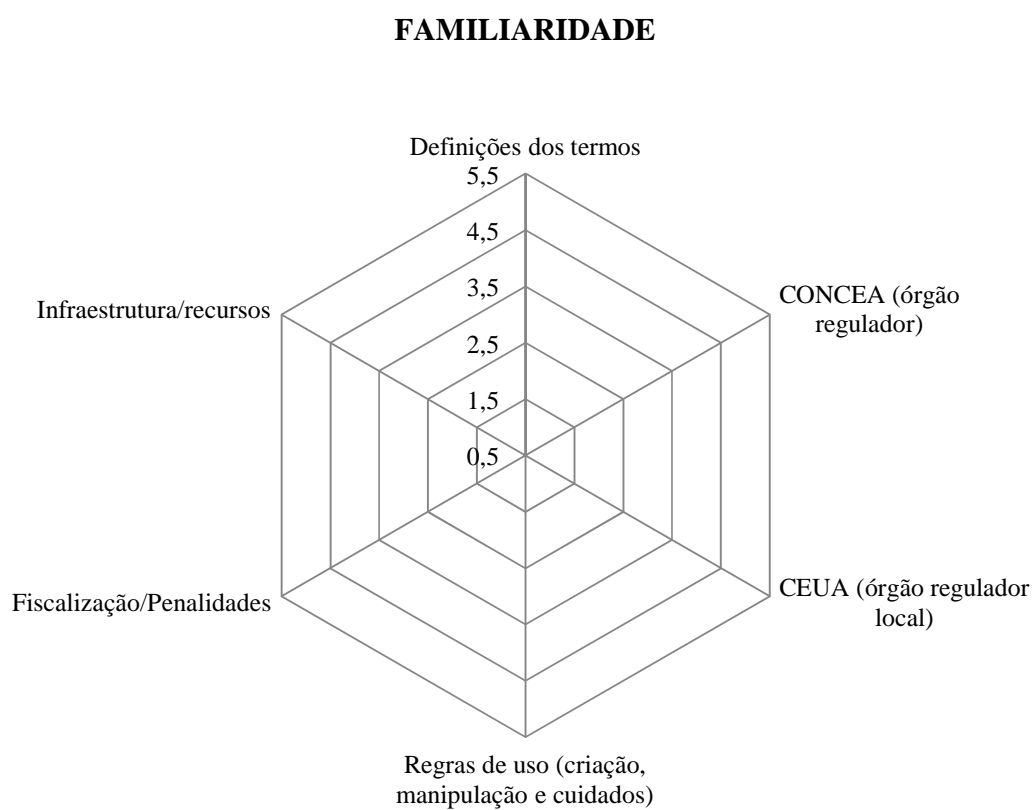 FAMILIARIDADE
Definições dos termos
5,5
4,5
3,5
2,5
1,5
0,5
CONCEA (órgão
regulador)
CEUA (órgão regulador
local)
Regras de uso (criação,
manipulação e cuidados)
Fiscalização/Penalidades
Infraestrutura/recursos